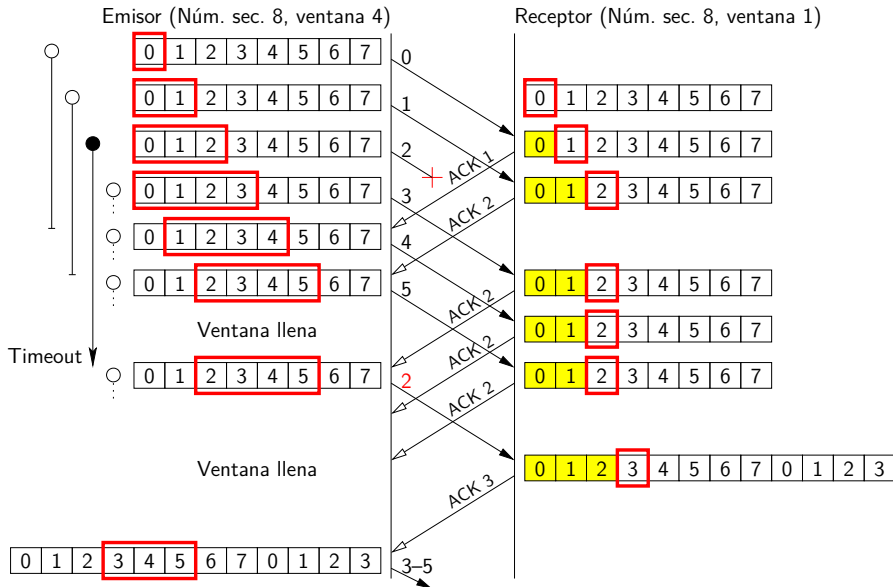 Emisor (Núm. sec. 8, ventana 4)
Receptor (Núm. sec. 8, ventana 1)
0 1 2 3 4 5 6 7
0
0 1 2 3 4 5 6 7
1
0 1 2 3 4 5 6 7
0 1 2 3 4 5 6 7
2
ACK 1
0 1 2 3 4 5 6 7
0 1 2 3 4 5 6 7
3
ACK 2
0 1 2 3 4 5 6 7
0 1 2 3 4 5 6 7
4
0 1 2 3 4 5 6 7
5
ACK 2
0 1 2 3 4 5 6 7
Ventana llena
ACK 2
0 1 2 3 4 5 6 7
Timeout
0 1 2 3 4 5 6 7
2
ACK 2
0 1 2 3 4 5 6 7
Ventana llena
ACK 3
0 1 2 3 4 5 6 7 0 1 2 3
0 1 2 3 4 5 6 7 0 1 2 3
3–5